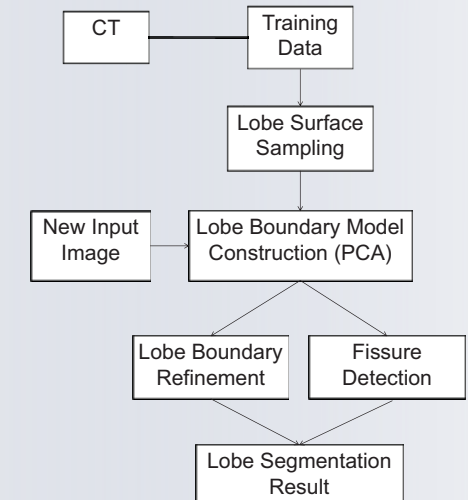 CT
Training
Data
Lobe Surface
Sampling
New Input
Image
Lobe Boundary Model
Construction (PCA)
Lobe Boundary
Refinement
Fissure
Detection
Lobe Segmentation
Result